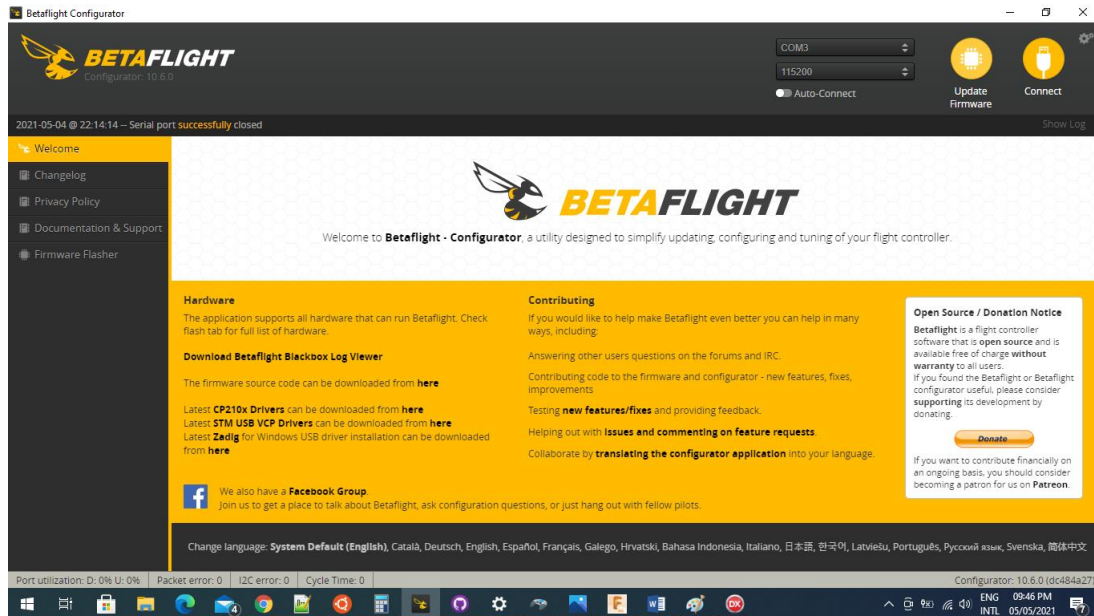 Betaflight Configurator
BETAFLIGHT
Configurator: 10.6.0
COM3
115200
Auto-Connect
Update
Firmware
Connect
2021-05-04 @ 22:14:14 -- Serial port successfully closed
Show Log
Welcome
Changelog
Privacy Policy
Documentation & Support
Firmware Flasher
BETAFLIGHT
Welcome to Betaflight - Configurator, a utility designed to simplify updating, configuring and tuning of your flight controller.
Hardware
The application supports all hardware that can run Betaflight. Check
flash tab for full list of hardware.
Download Betaflight Blackbox Log Viewer
The firmware source code can be downloaded from here
Latest CP210x Drivers can be downloaded from here
Latest STM USB VCP Drivers can be downloaded from here
Latest Zadig for Windows USB driver installation can be downloaded
from here
We also have a Facebook Group.
Join us to get a place to talk about Betaflight, ask configuration questions, or just hang out with fellow pilots.
Contributing
If you would like to help make Betaflight even better you can help in many
ways, including:
Answering other users questions on the forums and IRC.
Contributing code to the firmware and configurator - new features, fixes,
improvements
Testing new features/fixes and providing feedback.
Helping out with issues and commenting on feature requests.
Collaborate by translating the configurator application into your language.
Open Source / Donation Notice
Betaflight is a flight controller
software that is open source and is
available free of charge without
warranty to all users.
If you found the Betaflight or Betaflight
configurator useful, please consider
supporting its development by
donating.
Donate
If you want to contribute financially on
an ongoing basis, you should consider
becoming a patron for us on Patreon.
Change language: System Default (English), Català, Deutsch, English, Español, Français, Galego, Hrvatski, Bahasa Indonesia, Italiano, 日本語, 한국어, Latviešu, Português, Русский язык, Svenska, 简体中文
Port utilization: D: 0% U: 0%
Packet error: 0
I2C error: 0
Cycle Time: 0
Configurator: 10.6.0 (dc484a27)
ENG
INTL
09:46 PM
05/05/2021